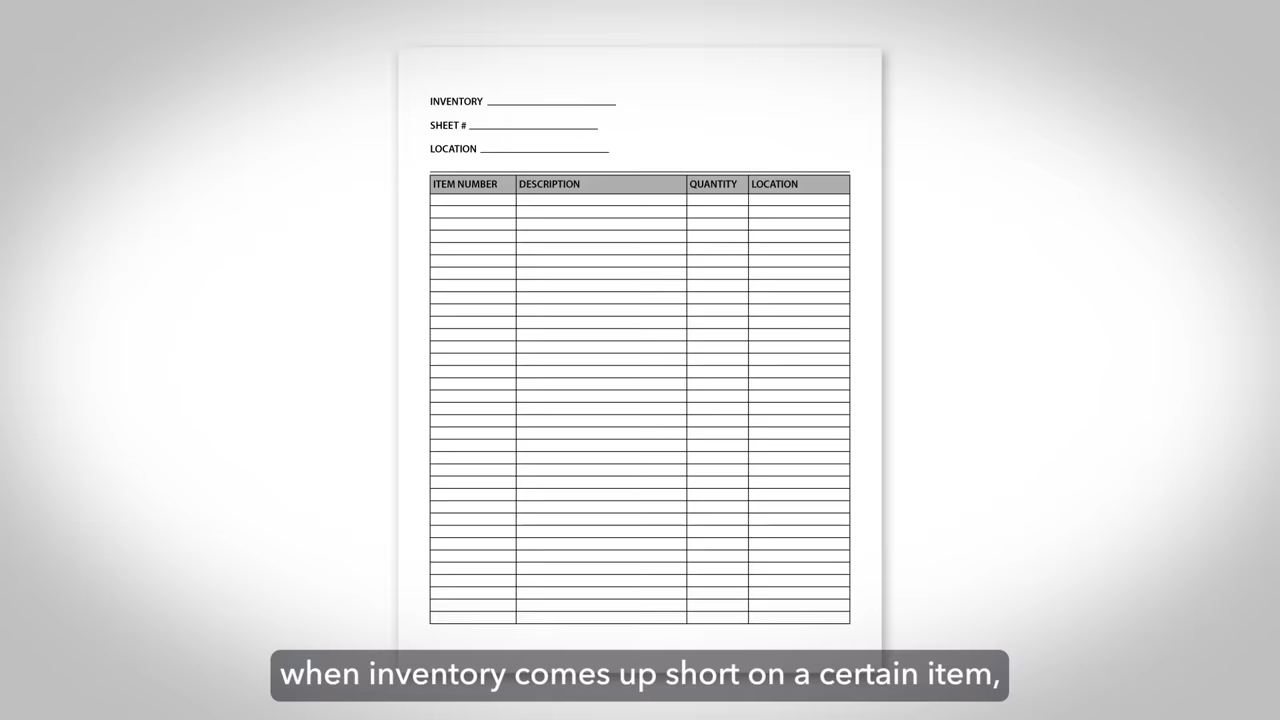 INVENTORY
SHEET #
LOCATION
ITEM NUMBER DESCRIPTION QUANTITY LOCATION
when inventory comes up short on a certain item,